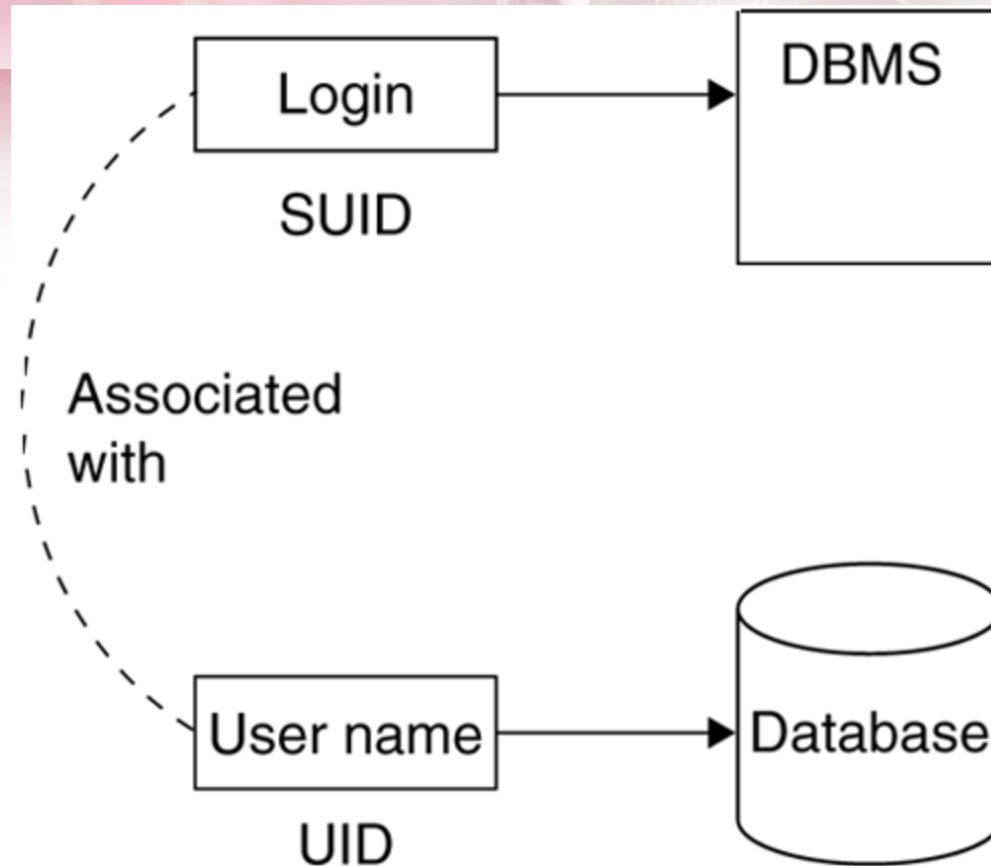 Login
DBMS
SUID
Associated
with
User name
Database
UID